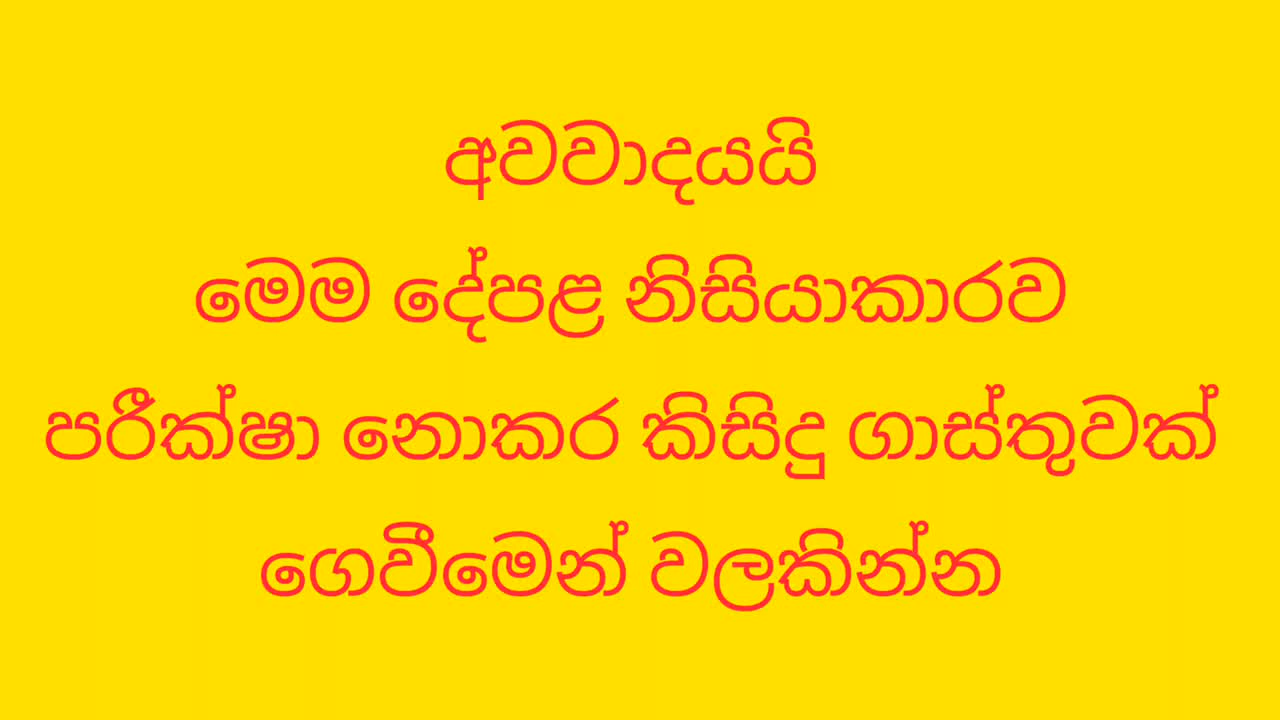 අවවාදයයි
මෙම දේපළ නිසියාකාරව
පරීක්ෂා නොකර කිසිදු ගාස්තුවක්
ගෙවීමෙන් වලකින්න